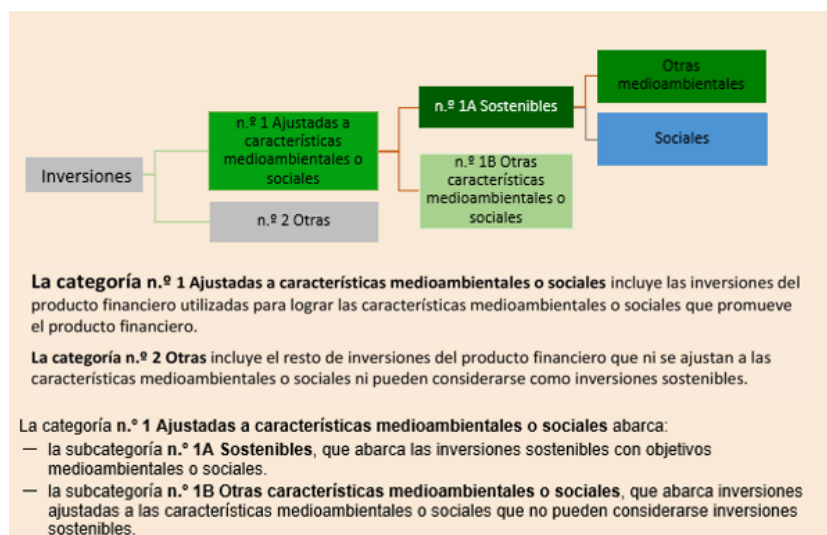 Otras
medioambientales
n.º 1A Sostenibles
n.º 1 Ajustadas a
características
medioambientales o
sociales
Sociales
Inversiones
n.º 1B Otras
características
medioambientales o
sociales
n.º 2 Otras
La categoría n.º 1 Ajustadas a características medioambientales o sociales incluye las inversiones del
producto financiero utilizadas para lograr las características medioambientales o sociales que promueve
el producto financiero.
La categoría n.º 2 Otras incluye el resto de inversiones del producto financiero que ni se ajustan a las
características medioambientales o sociales ni pueden considerarse como inversiones sostenibles.
La categoría n.º 1 Ajustadas a características medioambientales o sociales abarca:
— la subcategoría n.º 1A Sostenibles, que abarca las inversiones sostenibles con objetivos
medioambientales o sociales.
— la subcategoría n.º 1B Otras características medioambientales o sociales, que abarca inversiones
ajustadas a las características medioambientales o sociales que no pueden considerarse inversiones
sostenibles.